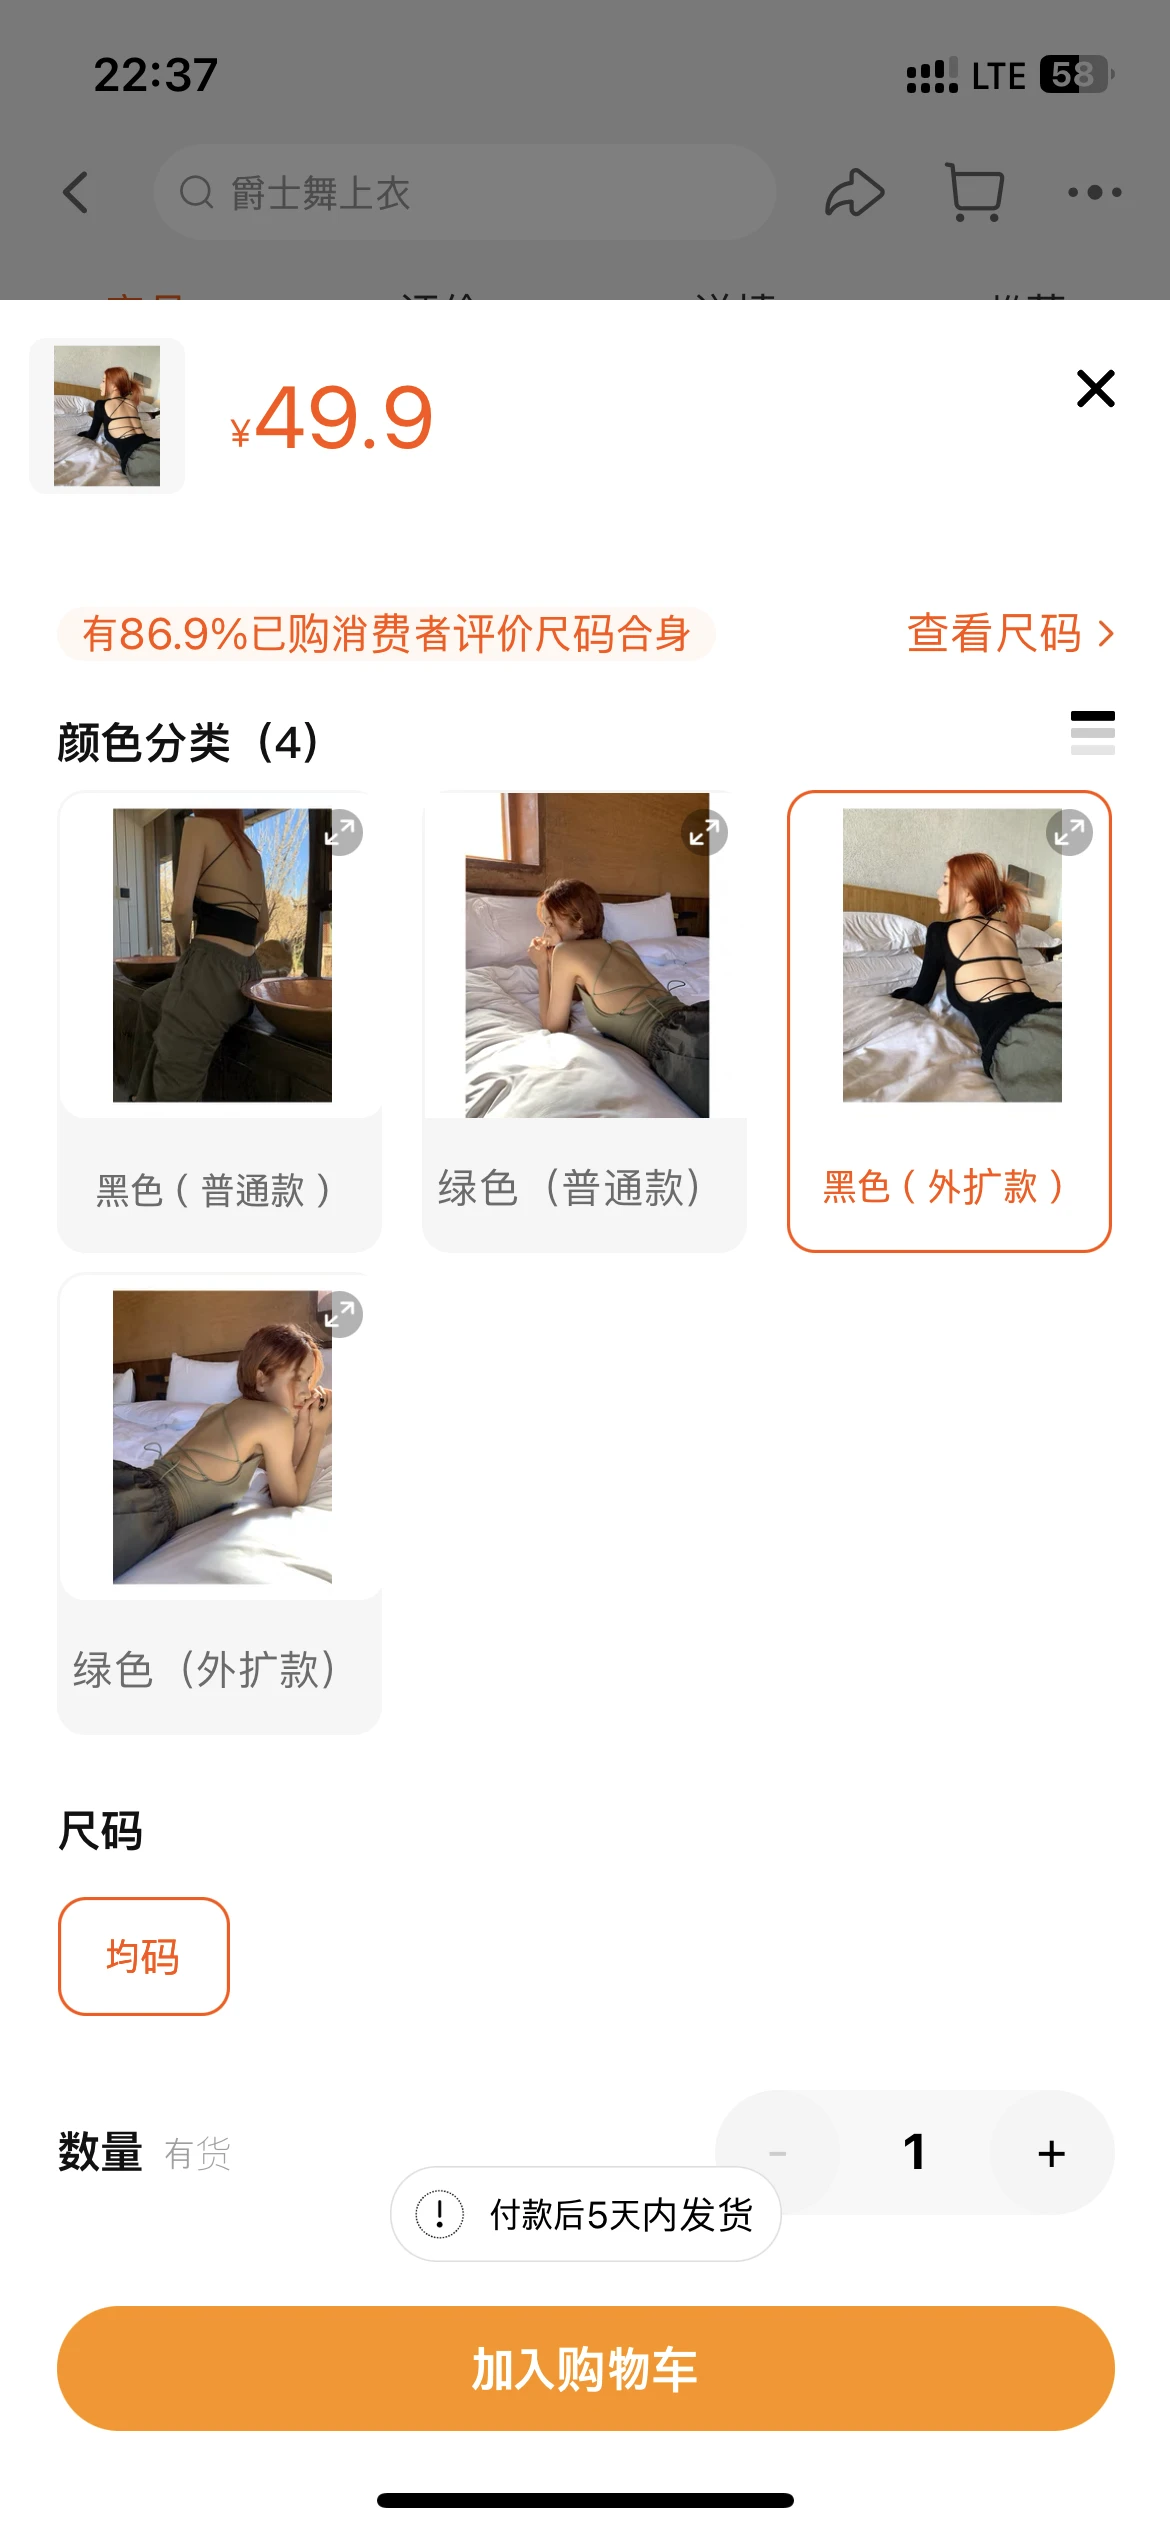 22:37
LTE 58
爵士舞上衣
¥49.9
有86.9%已购消费者评价尺码合身
查看尺码
颜色分类（4）
黑色（普通款）
绿色（普通款）
黑色（外扩款）
绿色（外扩款）
尺码
均码
数量 有货
- 1 +
! 付款后5天内发货
加入购物车